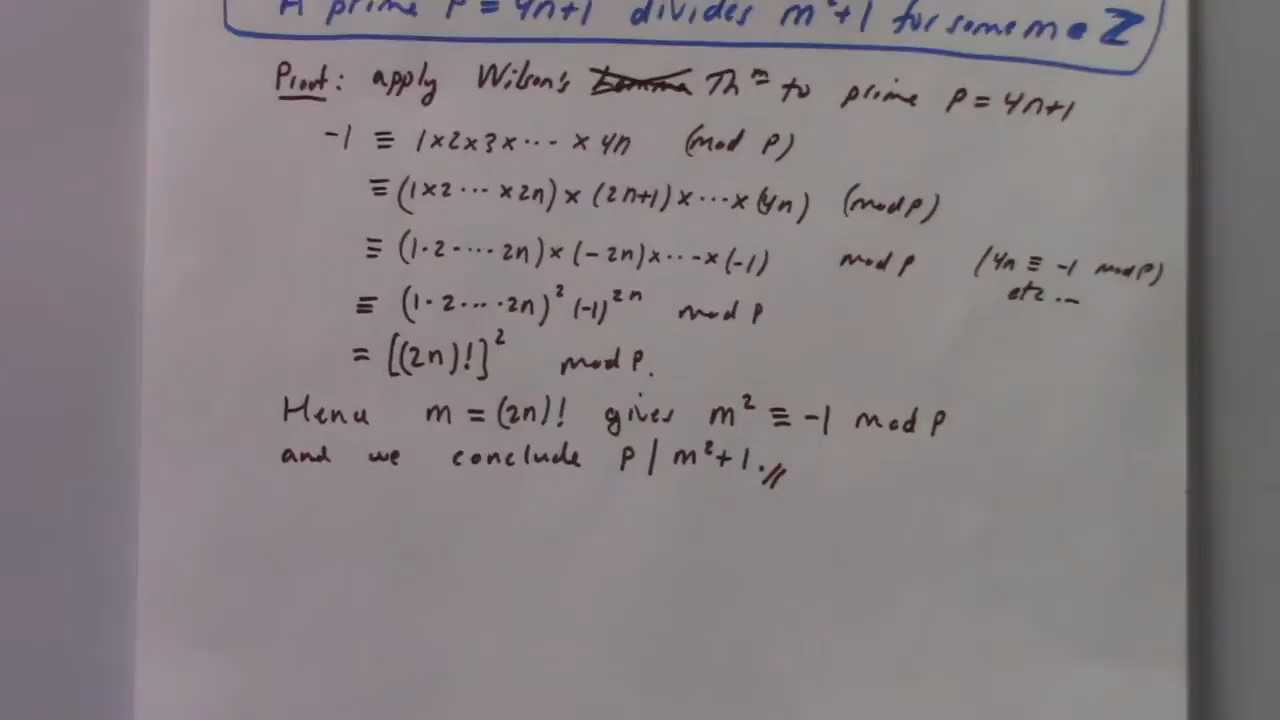 A prime P = 4n+1 divides m²+1 for some m ∈ ℤ
Proof: apply Wilson's Thᵐ to prime P = 4n+1
-1 ≡ 1×2×3×⋯×4n (mod P)
≡ (1×2⋯×2n)×(2n+1)×⋯×(4n) (mod P)
≡ (1·2·⋯2n)×(-2n)×⋯×(-1) mod P (4n ≡ -1 mod P)
etc...
≡ (1·2·⋯·2n)²(-1)²ⁿ mod P
= [(2n)!]² mod P.
Hence m = (2n)! gives m² ≡ -1 mod P
and we conclude P | m²+1.//